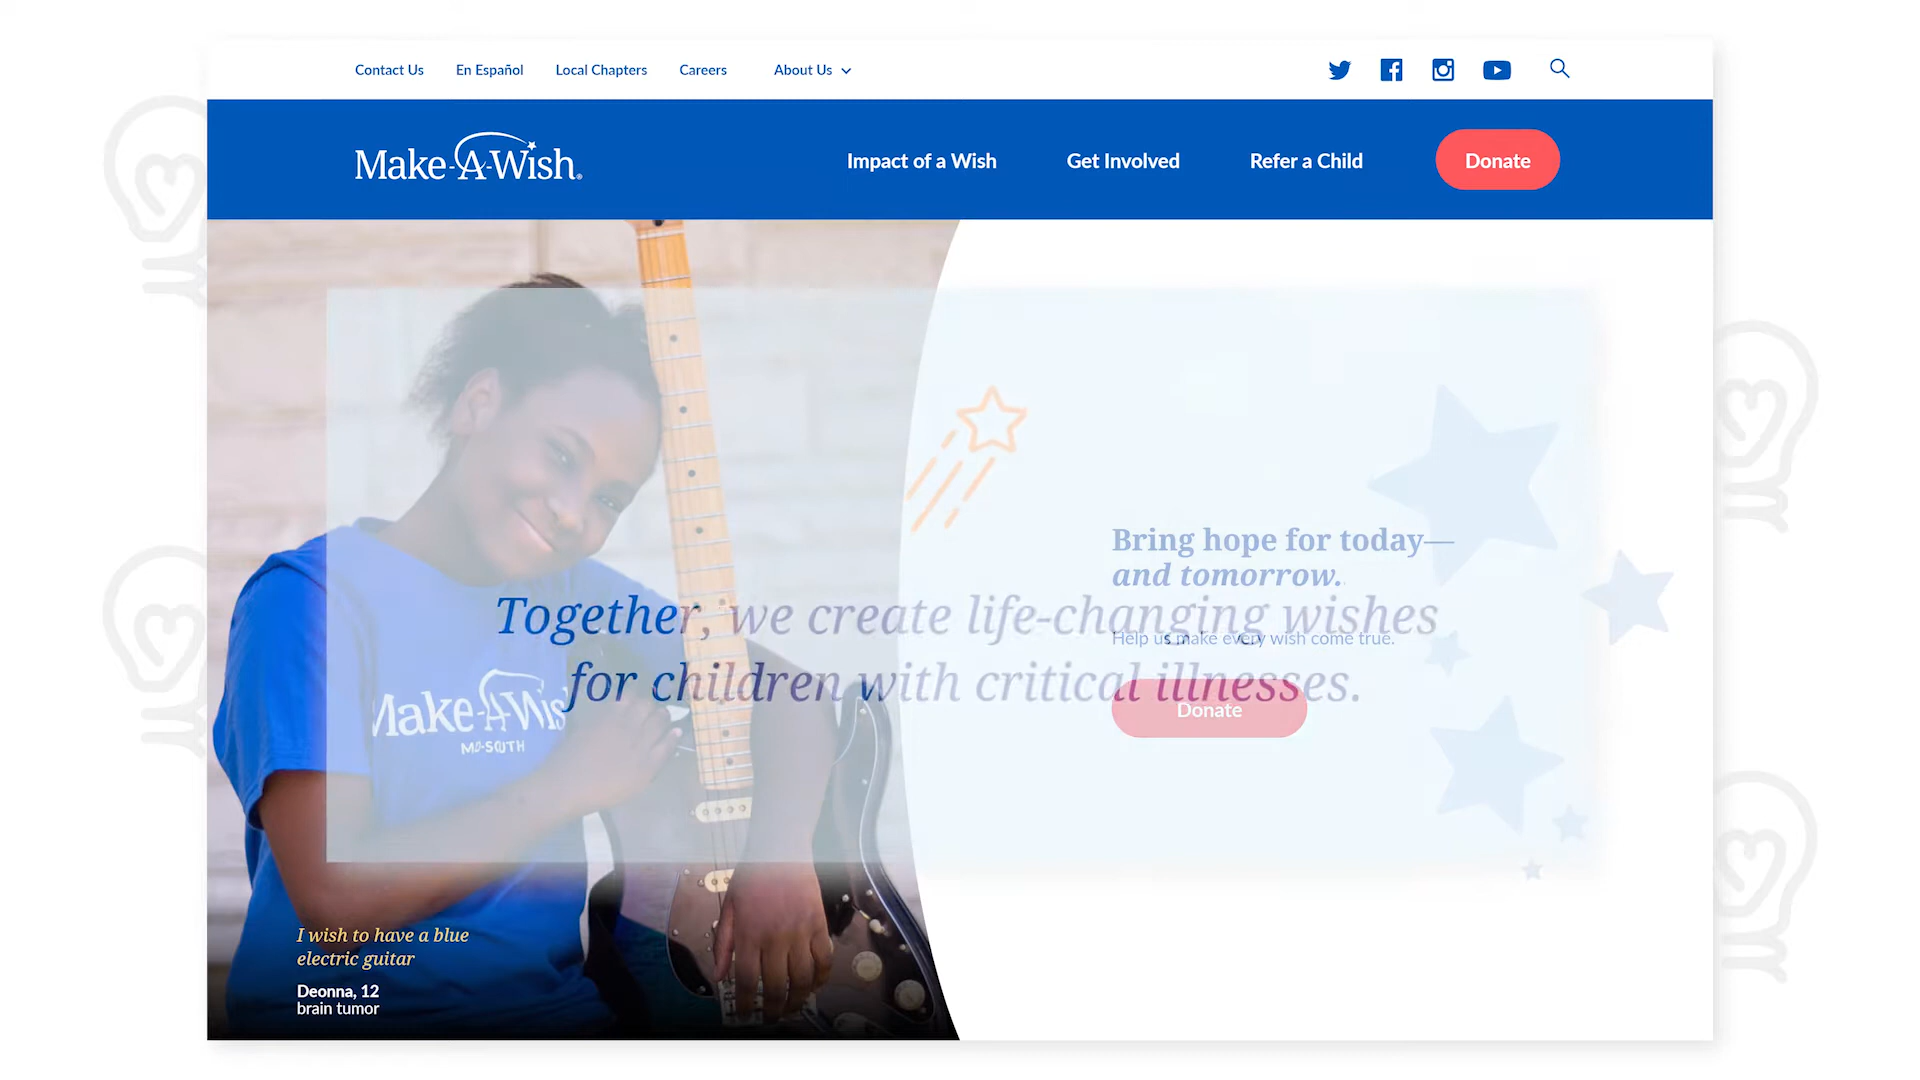 Contact Us
En Español
Local Chapters
Careers
About Us
Make-A-Wish®
Impact of a Wish
Get Involved
Refer a Child
Donate
Bring hope for today—
and tomorrow.
Together, we create life-changing wishes
Help us make every wish come true.
for children with critical illnesses.
Donate
Make-A-Wis
MID-SOUTH
I wish to have a blue
electric guitar
Deonna, 12
brain tumor